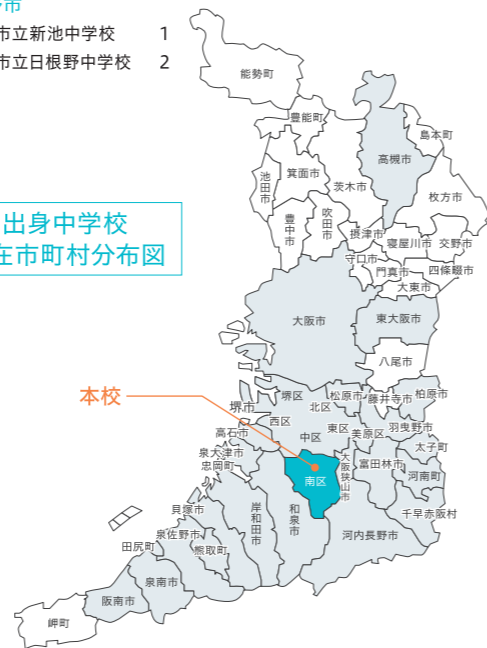 市
市立新池中学校 1
市立日根野中学校 2
出身中学校
在市町村分布図
本校
能勢町
豊能町
島本町
高槻市
池田市
箕面市
茨木市
枚方市
豊中市
吹田市
摂津市
寝屋川市
交野市
守口市
門真市
四條畷市
大東市
大阪市
東大阪市
八尾市
堺市
堺区
北区
松原市
藤井寺市
柏原市
西区
中区
東区
美原区
羽曳野市
高石市
太子町
泉大津市
忠岡町
南区
大阪狭山市
富田林市
河南町
千早赤阪村
貝塚市
岸和田市
和泉市
河内長野市
泉佐野市
田尻町
熊取町
泉南市
阪南市
岬町